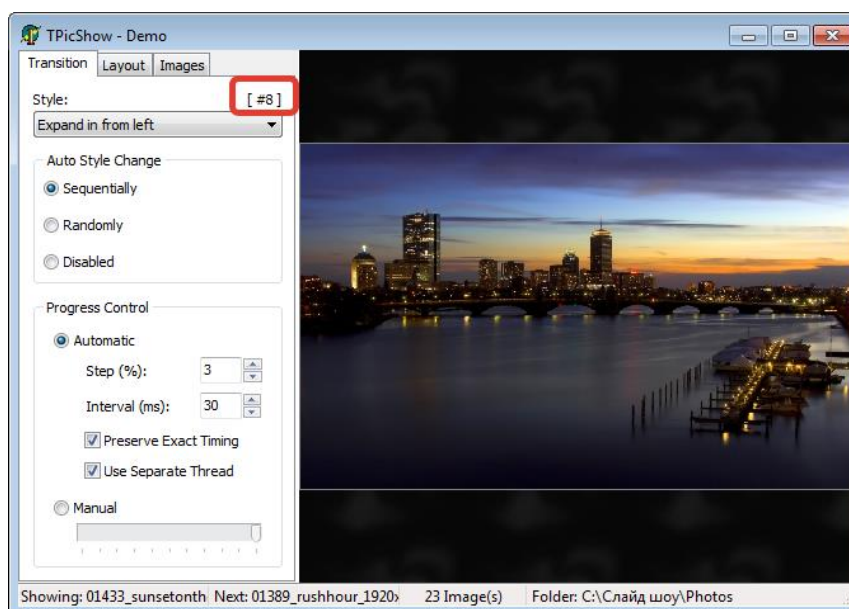 TPicShow - Demo
Transition Layout Images
Style: [ #8 ]
Expand in from left
Auto Style Change
Sequentially
Randomly
Disabled
Progress Control
Automatic
Step (%): 3
Interval (ms): 30
Preserve Exact Timing
Use Separate Thread
Manual
Showing: 01433_sunsetonth Next: 01389_rushhour_1920x 23 Image(s) Folder: C:\Слайд шоу\Photos